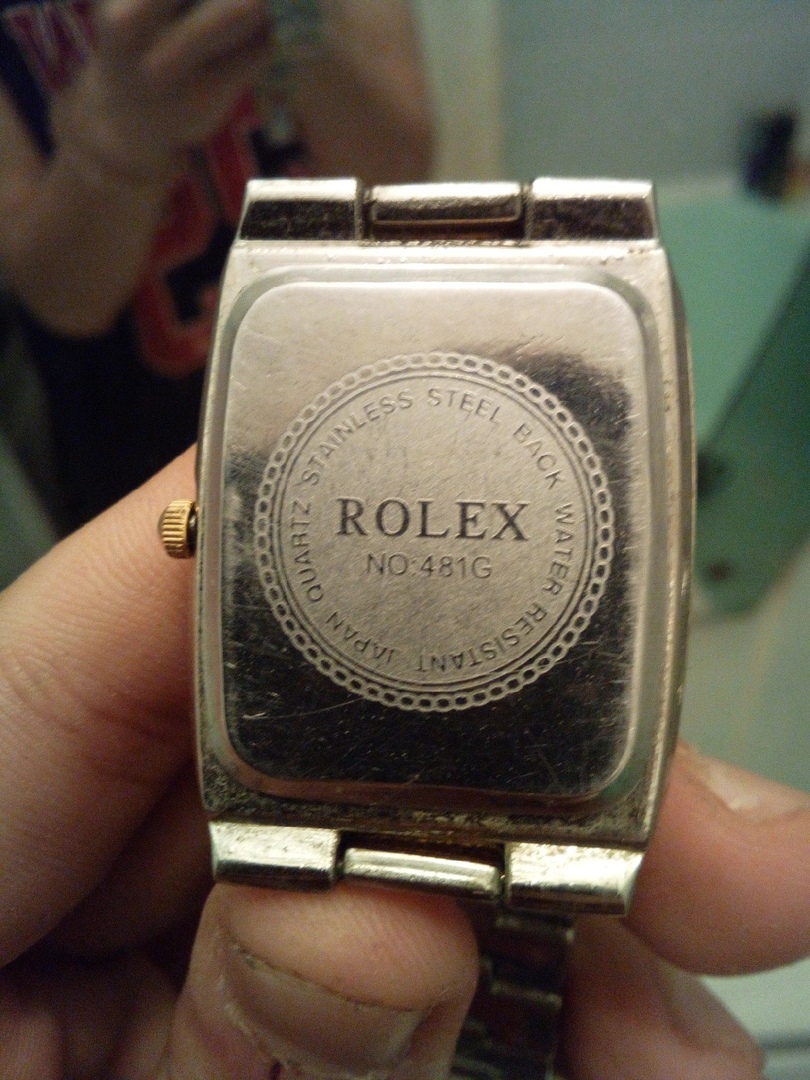 JAPAN QUARTZ STAINLESS STEEL BACK WATER RESISTANT
ROLEX
NO:481G